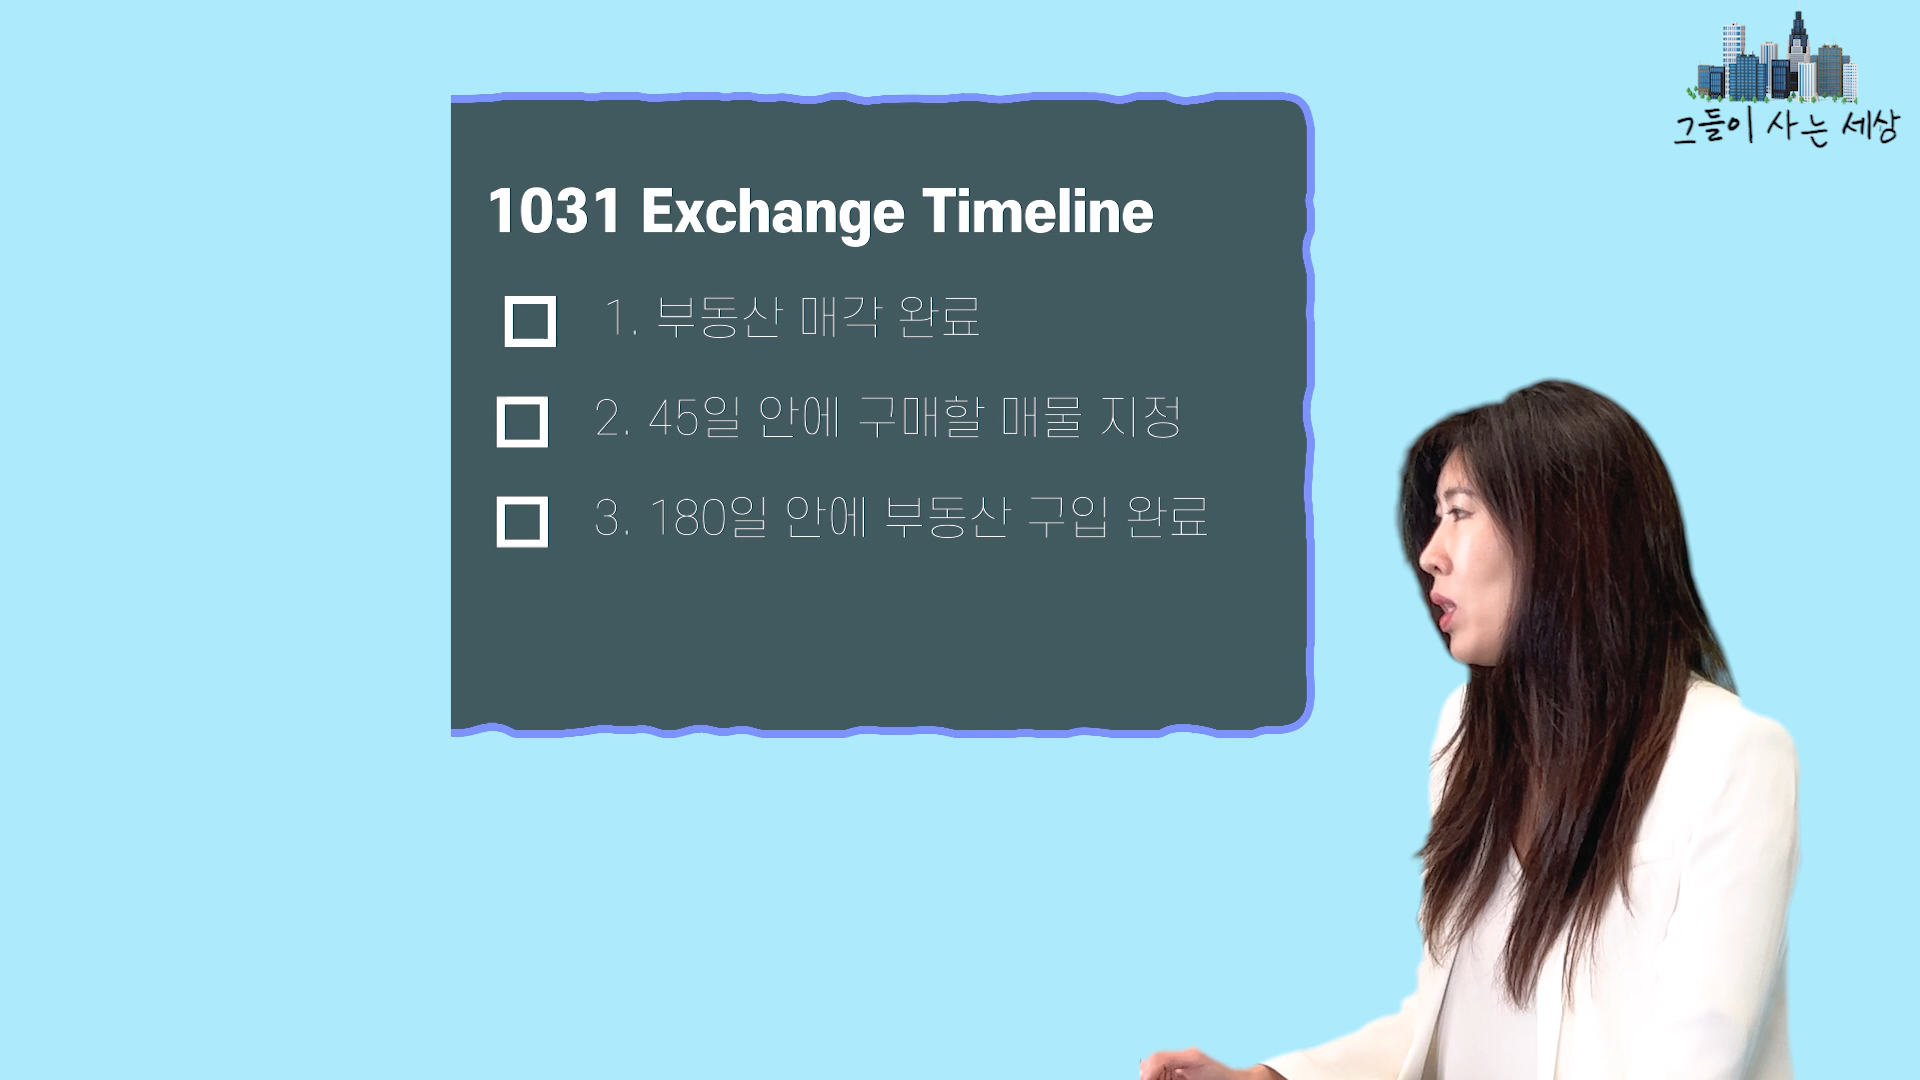 그들이 사는 세상
1031 Exchange Timeline
1. 부동산 매각 완료
2. 45일 안에 구매할 매물 지정
3. 180일 안에 부동산 구입 완료